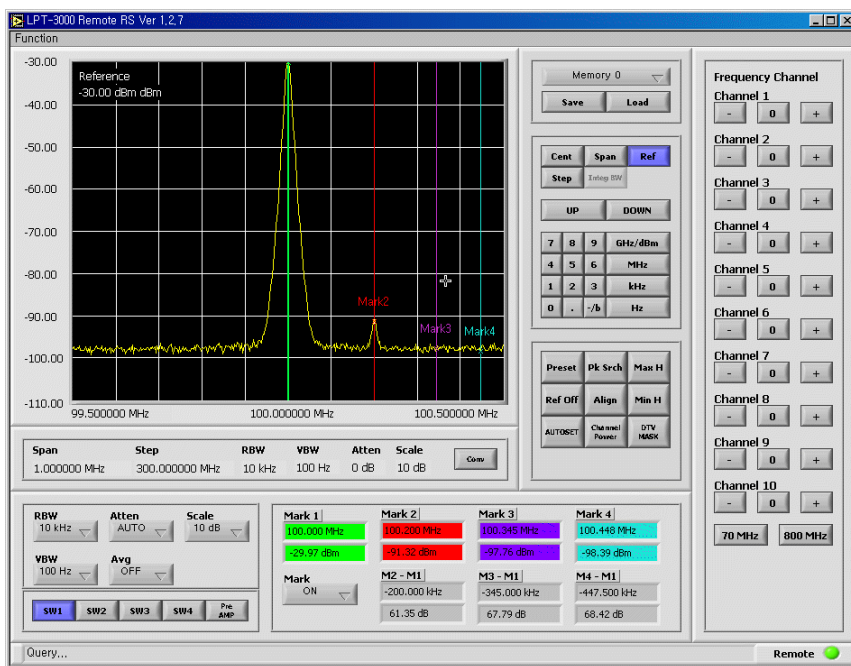 LPT-3000 Remote RS Ver 1,2,7
Function
Reference
-30.00 dBm dBm
-30.00
-40.00
-50.00
-60.00
-70.00
-80.00
-90.00
-100.00
-110.00
Mark2
Mark3
Mark4
99.500000 MHz 100.000000 MHz 100.500000 MHz
Span Step RBW VBW Atten Scale
1.000000 MHz 300.000000 MHz 10 kHz 100 Hz 0 dB 10 dB
Conv
Memory 0
Save Load
Cent Span Ref
Step Integ BW
UP DOWN
7 8 9 GHz/dBm
4 5 6 MHz
1 2 3 kHz
0 . -/b Hz
Preset Pk Srch Max H
Ref Off Align Min H
AUTOSET Channel Power DTV MASK
Frequency Channel
Channel 1
- 0 +
Channel 2
- 0 +
Channel 3
- 0 +
Channel 4
- 0 +
Channel 5
- 0 +
Channel 6
- 0 +
Channel 7
- 0 +
Channel 8
- 0 +
Channel 9
- 0 +
Channel 10
- 0 +
70 MHz 800 MHz
RBW Atten Scale
10 kHz AUTO 10 dB
VBW Avg
100 Hz OFF
SW1 SW2 SW3 SW4 Pre AMP
Mark 1 Mark 2 Mark 3 Mark 4
100.000 MHz 100.200 MHz 100.345 MHz 100.448 MHz
-29.97 dBm -91.32 dBm -97.76 dBm -98.39 dBm
Mark M2 - M1 M3 - M1 M4 - M1
ON -200.000 kHz -345.000 kHz -447.500 kHz
61.35 dB 67.79 dB 68.42 dB
Query...
Remote